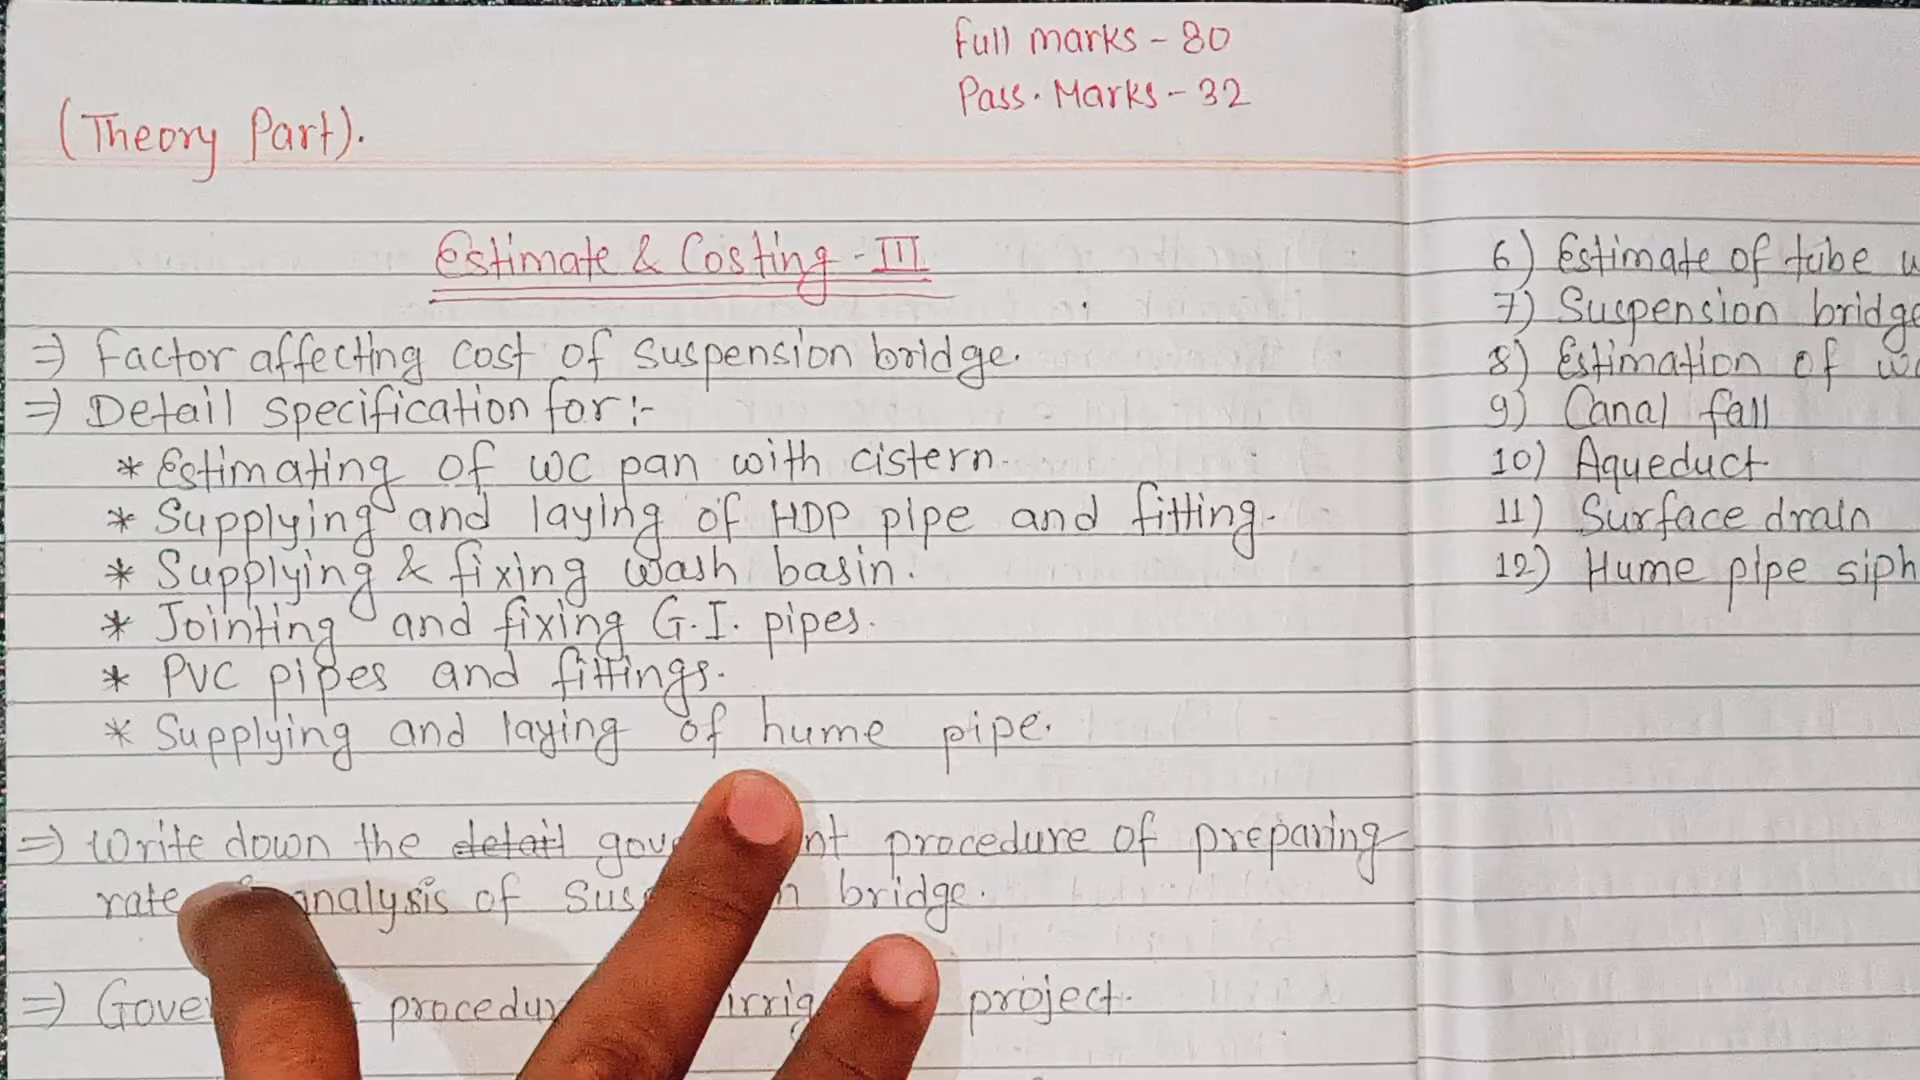 Full marks - 80
Pass. Marks - 32
(Theory Part).
Estimate & Costing - III
=> Factor affecting cost of suspension bridge.
=> Detail specification for:-
* Estimating of WC pan with cistern.
* Supplying and laying of HDP pipe and fitting.
* Supplying & fixing wash basin.
* Jointing and fixing G.I. pipes.
* PVC pipes and fittings.
* Supplying and laying of hume pipe.
=> Write down the detail procedure of preparing
rate analysis of bridge.
=> procedure project.
6) Estimate of tube
7) Suspension bridge
8) Estimation of
9) Canal fall
10) Aqueduct
11) Surface drain
12) Hume pipe